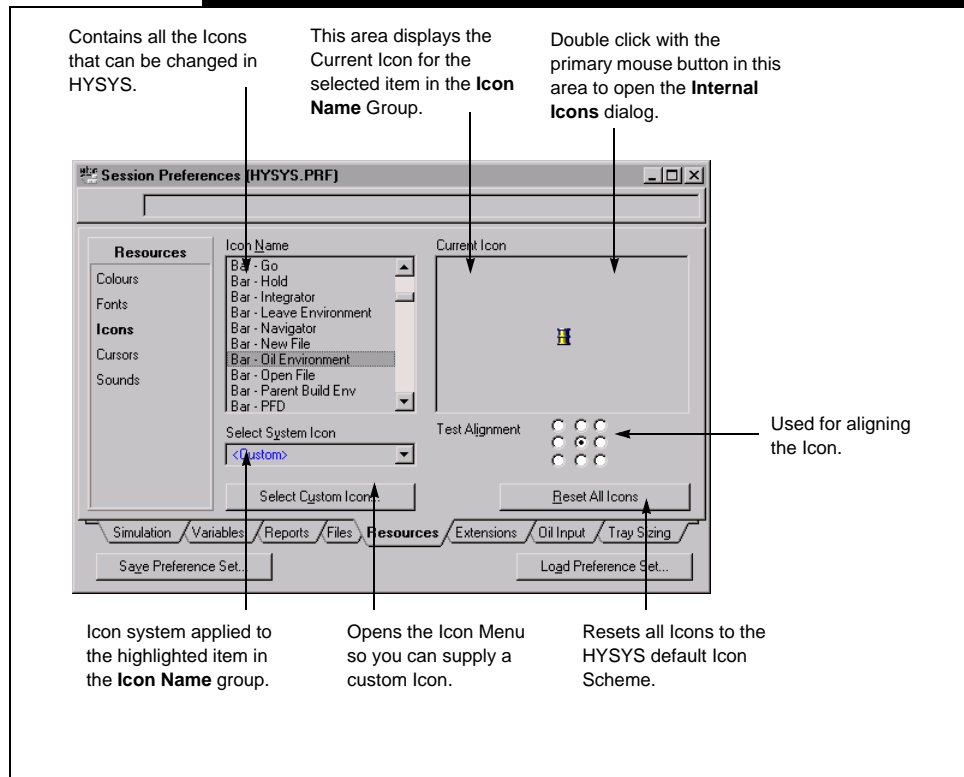 Contains all the Icons
that can be changed in
HYSYS.
This area displays the
Current Icon for the
selected item in the Icon
Name Group.
Double click with the
primary mouse button in this
area to open the Internal
Icons dialog.
Session Preferences (HYSYS.PRF)
Resources
Colours
Fonts
Icons
Cursors
Sounds
Icon Name
Bar - Go
Bar - Hold
Bar - Integrator
Bar - Leave Environment
Bar - Navigator
Bar - New File
Bar - Oil Environment
Bar - Open File
Bar - Parent Build Env
Bar - PFD
Select System Icon
<Custom>
Select Custom Icon...
Current Icon
Test Alignment
Reset All Icons
Used for aligning
the Icon.
Simulation Variables Reports Files Resources Extensions Oil Input Tray Sizing
Save Preference Set... Load Preference Set...
Icon system applied to
the highlighted item in
the Icon Name group.
Opens the Icon Menu
so you can supply a
custom Icon.
Resets all Icons to the
HYSYS default Icon
Scheme.